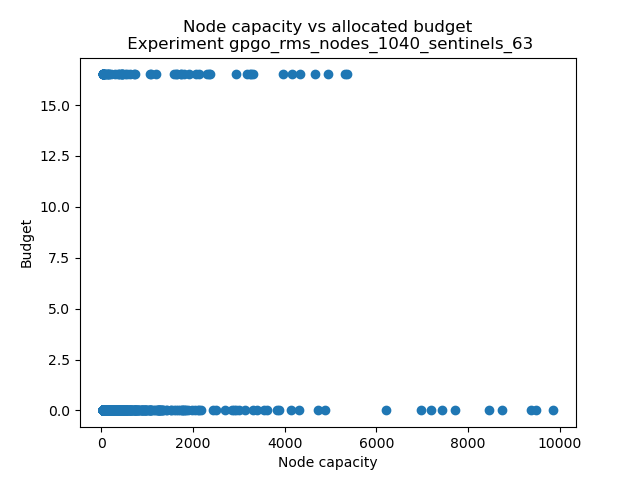 Node capacity vs allocated budget
Experiment gpgo_rms_nodes_1040_sentinels_63
15.0
12.5
10.0
7.5
5.0
2.5
0.0
Budget
0 2000 4000 6000 8000 10000
Node capacity